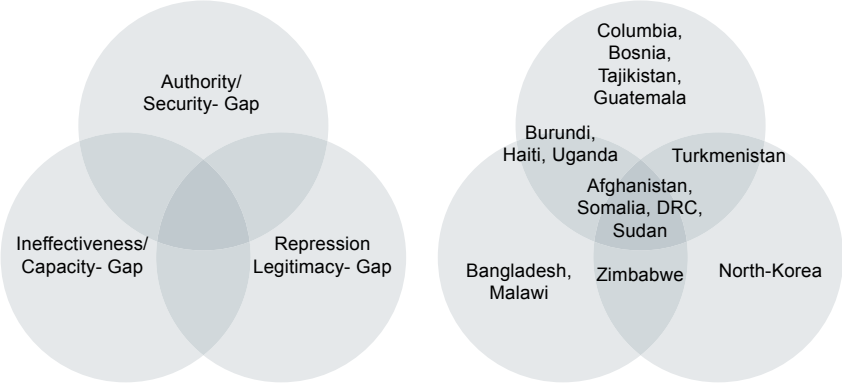 Authority/
Security- Gap
Ineffectiveness/
Capacity- Gap
Repression
Legitimacy- Gap
Columbia,
Bosnia,
Tajikistan,
Guatemala
Burundi,
Haiti, Uganda
Turkmenistan
Afghanistan,
Somalia, DRC,
Sudan
Bangladesh,
Malawi
Zimbabwe
North-Korea